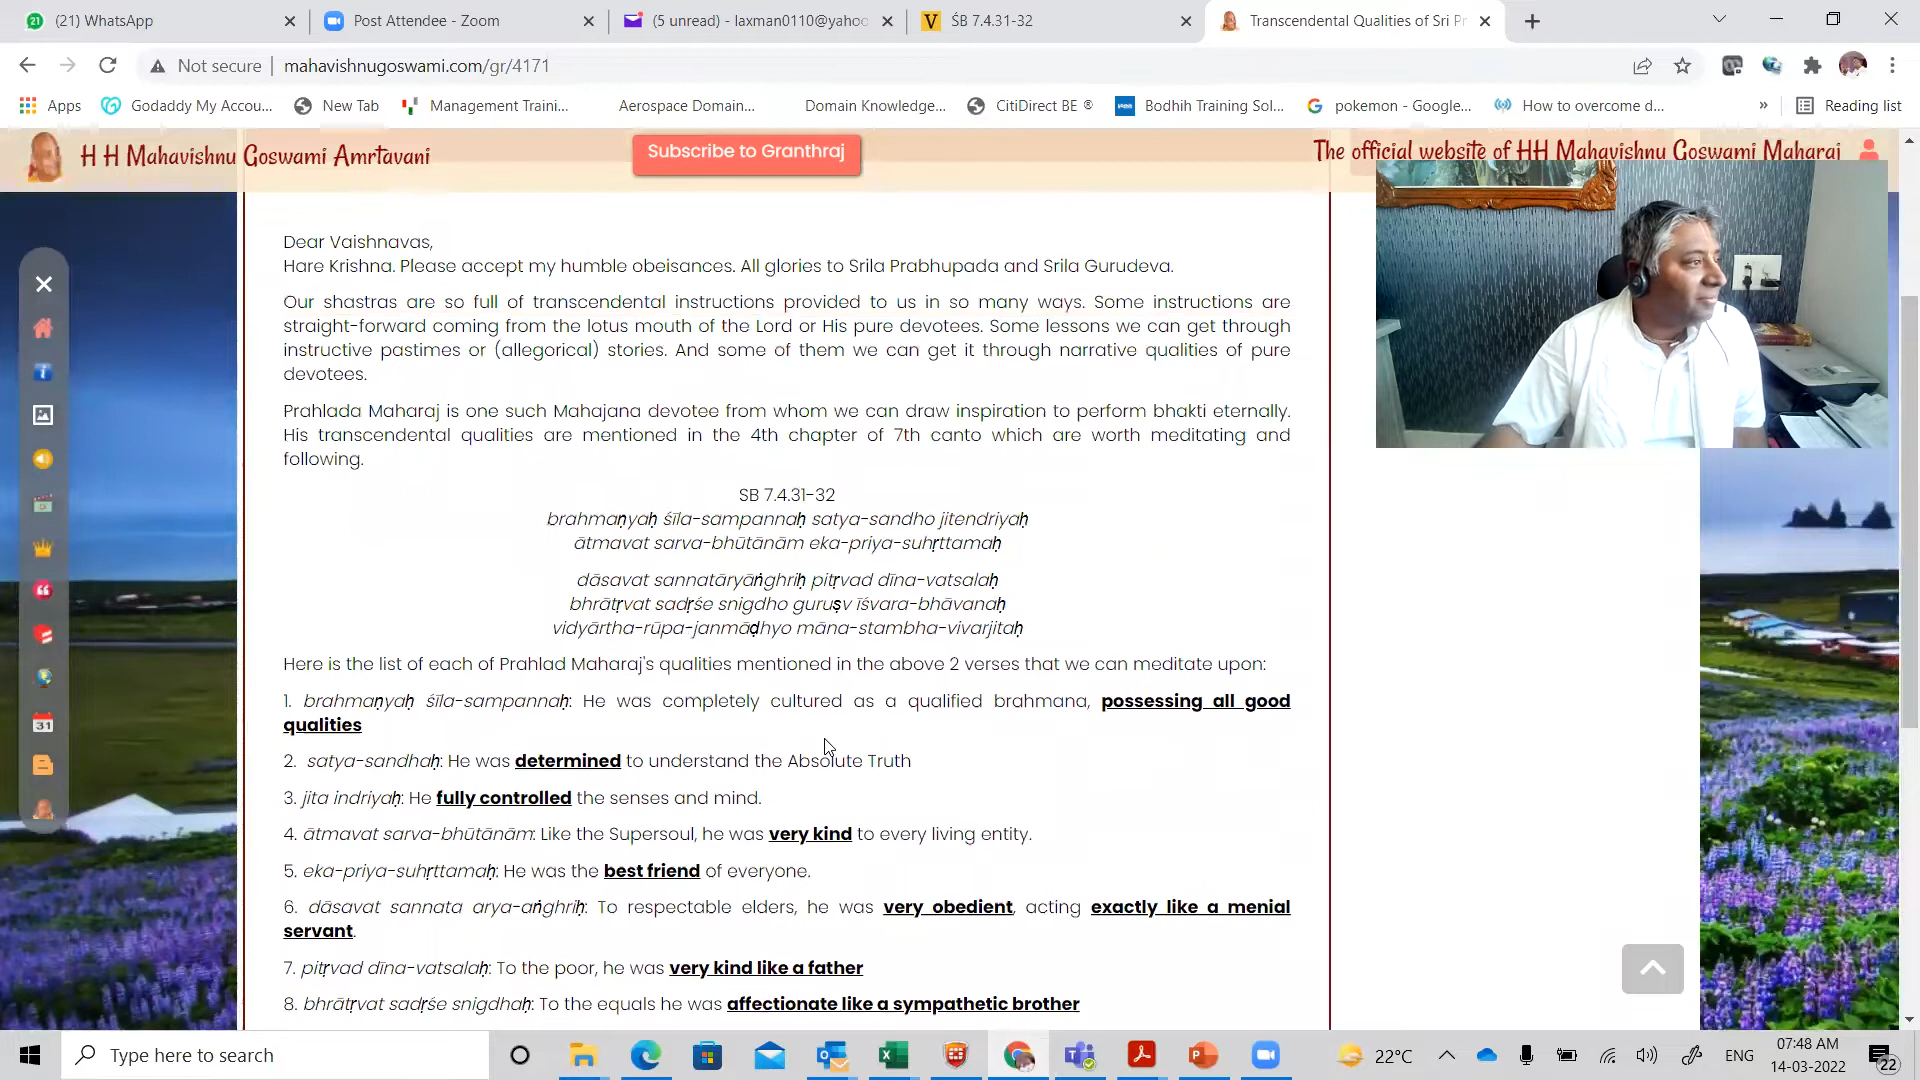 (21) WhatsApp
Post Attendee - Zoom
(5 unread) - laxman0110@yahoo
ŚB 7.4.31-32
Transcendental Qualities of Sri Pr
Not secure
mahavishnugoswami.com/gr/4171
Apps
Godaddy My Accou...
New Tab
Management Traini...
Aerospace Domain...
Domain Knowledge...
CitiDirect BE ®
Bodhih Training Sol...
pokemon - Google...
How to overcome d...
»
Reading list
H H Mahavishnu Goswami Amrtavani
Subscribe to Granthraj
The official website of HH Mahavishnu Goswami Maharaj
Dear Vaishnavas,
Hare Krishna. Please accept my humble obeisances. All glories to Srila Prabhupada and Srila Gurudeva.
Our shastras are so full of transcendental instructions provided to us in so many ways. Some instructions are
straight-forward coming from the lotus mouth of the Lord or His pure devotees. Some lessons we can get through
instructive pastimes or (allegorical) stories. And some of them we can get it through narrative qualities of pure
devotees.
Prahlada Maharaj is one such Mahajana devotee from whom we can draw inspiration to perform bhakti eternally.
His transcendental qualities are mentioned in the 4th chapter of 7th canto which are worth meditating and
following.
SB 7.4.31-32
brahmaṇyaḥ śīla-sampannaḥ satya-sandho jitendriyaḥ
ātmavat sarva-bhūtānām eka-priya-suhṛttamaḥ
dāsavat sannatāryāṅghriḥ pitṛvad dīna-vatsalaḥ
bhrātṛvat sadṛśe snigdho guruṣv īśvara-bhāvanaḥ
vidyārtha-rūpa-janmāḍhyo māna-stambha-vivarjitaḥ
Here is the list of each of Prahlad Maharaj's qualities mentioned in the above 2 verses that we can meditate upon:
1. brahmaṇyaḥ śīla-sampannaḥ: He was completely cultured as a qualified brahmana, possessing all good
qualities
2. satya-sandhaḥ: He was determined to understand the Absolute Truth
3. jita indriyaḥ: He fully controlled the senses and mind.
4. ātmavat sarva-bhūtānām: Like the Supersoul, he was very kind to every living entity.
5. eka-priya-suhṛttamaḥ: He was the best friend of everyone.
6. dāsavat sannata arya-aṅghriḥ: To respectable elders, he was very obedient, acting exactly like a menial
servant.
7. pitṛvad dīna-vatsalaḥ: To the poor, he was very kind like a father
8. bhrātṛvat sadṛśe snigdhaḥ: To the equals he was affectionate like a sympathetic brother
31
Type here to search
22°C
ENG
07:48 AM
14-03-2022
22